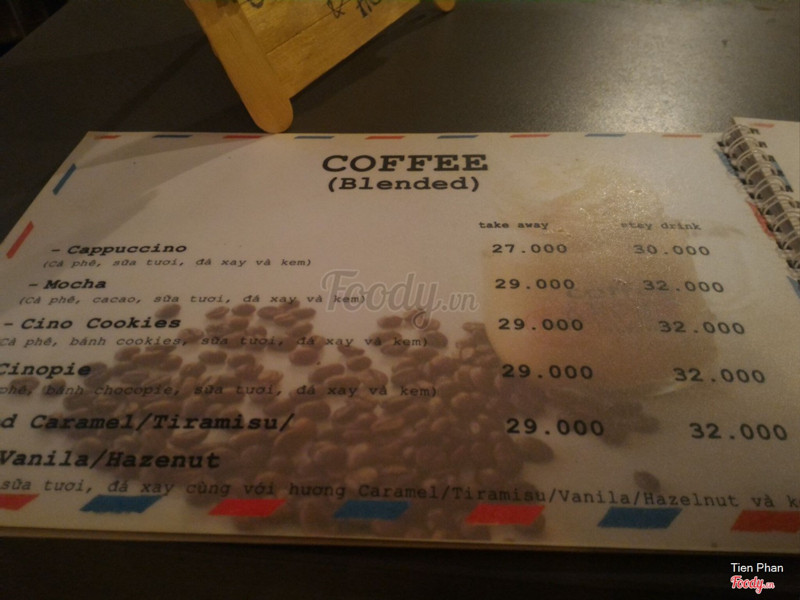 COFFEE
(Blended)
take away stay drink
- Cappuccino 27.000 30.000
(Cà phê, sữa tươi, đá xay và kem)
- Mocha 29.000 32.000
(Cà phê, cacao, sữa tươi, đá xay và kem)
- Cino Cookies 29.000 32.000
Cà phê, bánh cookies, sữa tươi, đá xay và kem)
Cinopie 29.000 32.000
phê, bánh chocopie, sữa tươi, đá xay và kem)
d Caramel/Tiramisu/ 29.000 32.000
Vanila/Hazenut
sữa tươi, đá xay cùng với hương Caramel/Tiramisu/Vanila/Hazelnut và k
Foody.vn
Tien Phan
Foody.vn